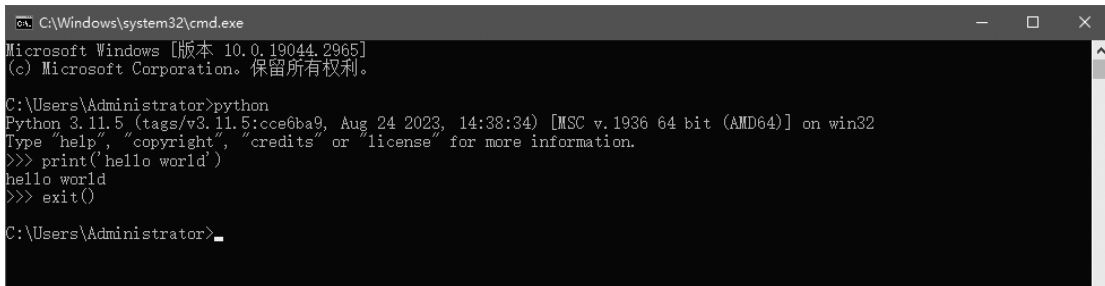 C:\Windows\system32\cmd.exe
Microsoft Windows [版本 10.0.19044.2965]
(c) Microsoft Corporation。保留所有权利。
C:\Users\Administrator>python
Python 3.11.5 (tags/v3.11.5:cce6ba9, Aug 24 2023, 14:38:34) [MSC v.1936 64 bit (AMD64)] on win32
Type "help", "copyright", "credits" or "license" for more information.
>>> print('hello world')
hello world
>>> exit()
C:\Users\Administrator>